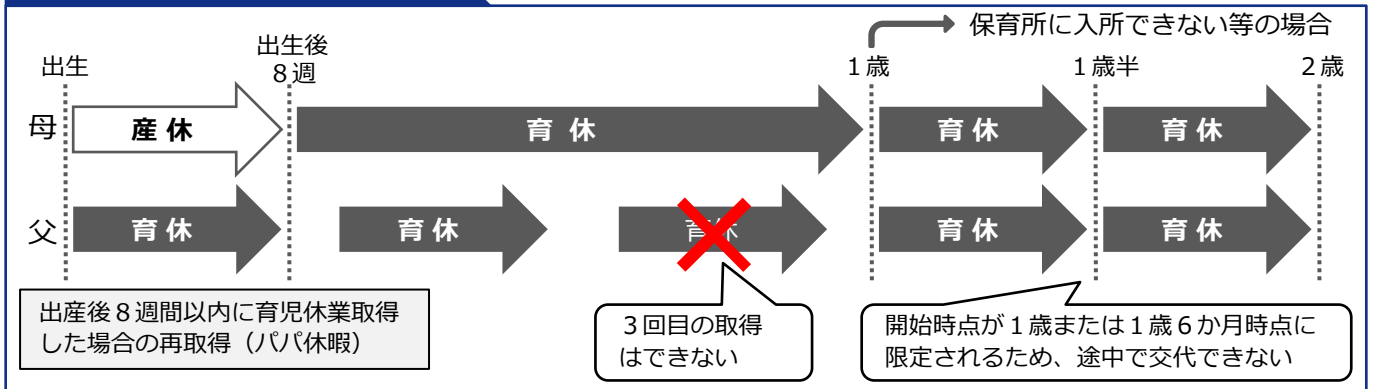 保育所に入所できない等の場合
出生
出生後
８週
１歳
１歳半
２歳
母
産 休
育 休
育 休
育 休
父
育 休
育 休
育休
育 休
育 休
出産後８週間以内に育児休業取得
した場合の再取得（パパ休暇）
３回目の取得
はできない
開始時点が１歳または１歳６か月時点に
限定されるため、途中で交代できない